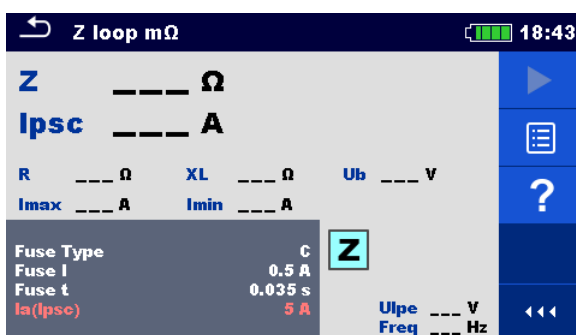 Z loop mΩ 18:43
Z ___ Ω
Ipsc ___ A
R ___ Ω XL ___ Ω Ub ___ V
Imax ___ A Imin ___ A
Fuse Type C
Fuse I 0.5 A
Fuse t 0.035 s
Ia(Ipsc) 5 A
Z
Ulpe ___ V
Freq ___ Hz
?